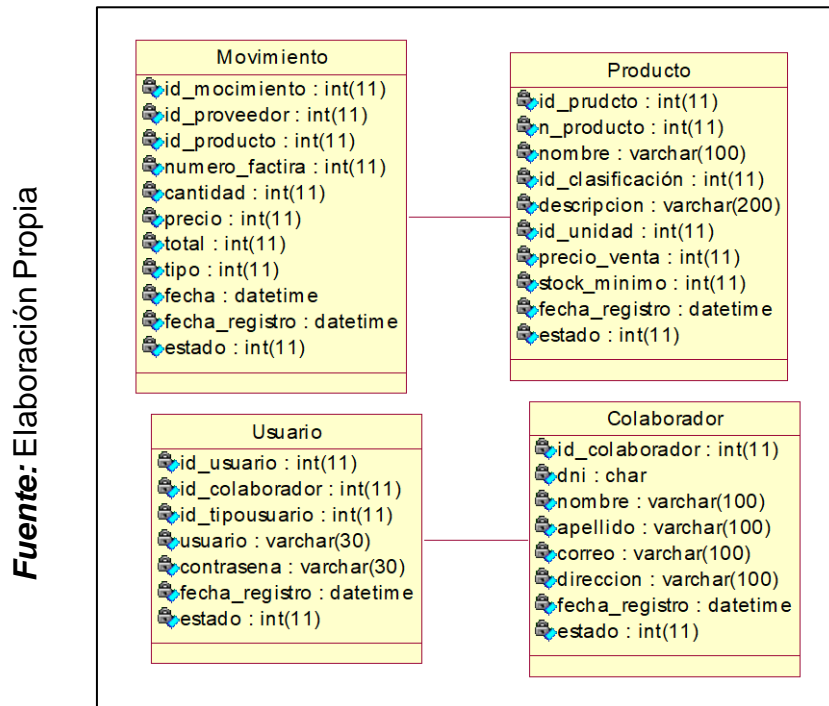 Fuente: Elaboración Propia
Movimiento
id_mocimiento : int(11)
id_proveedor : int(11)
id_producto : int(11)
numero_factira : int(11)
cantidad : int(11)
precio : int(11)
total : int(11)
tipo : int(11)
fecha : datetime
fecha_registro : datetime
estado : int(11)
Producto
id_prudcto : int(11)
n_producto : int(11)
nombre : varchar(100)
id_clasificación : int(11)
descripcion : varchar(200)
id_unidad : int(11)
precio_venta : int(11)
stock_minimo : int(11)
fecha_registro : datetime
estado : int(11)
Usuario
id_usuario : int(11)
id_colaborador : int(11)
id_tipousuario : int(11)
usuario : varchar(30)
contrasena : varchar(30)
fecha_registro : datetime
estado : int(11)
Colaborador
id_colaborador : int(11)
dni : char
nombre : varchar(100)
apellido : varchar(100)
correo : varchar(100)
direccion : varchar(100)
fecha_registro : datetime
estado : int(11)